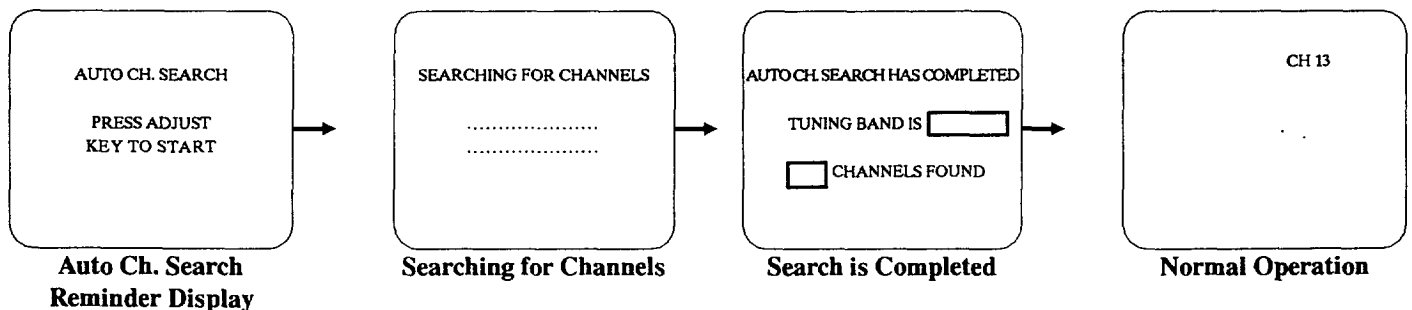 AUTO CH. SEARCH
PRESS ADJUST
KEY TO START
Auto Ch. Search
Reminder Display
SEARCHING FOR CHANNELS
..................
..................
Searching for Channels
AUTO CH. SEARCH HAS COMPLETED
TUNING BAND IS
CHANNELS FOUND
Search is Completed
CH 13
Normal Operation